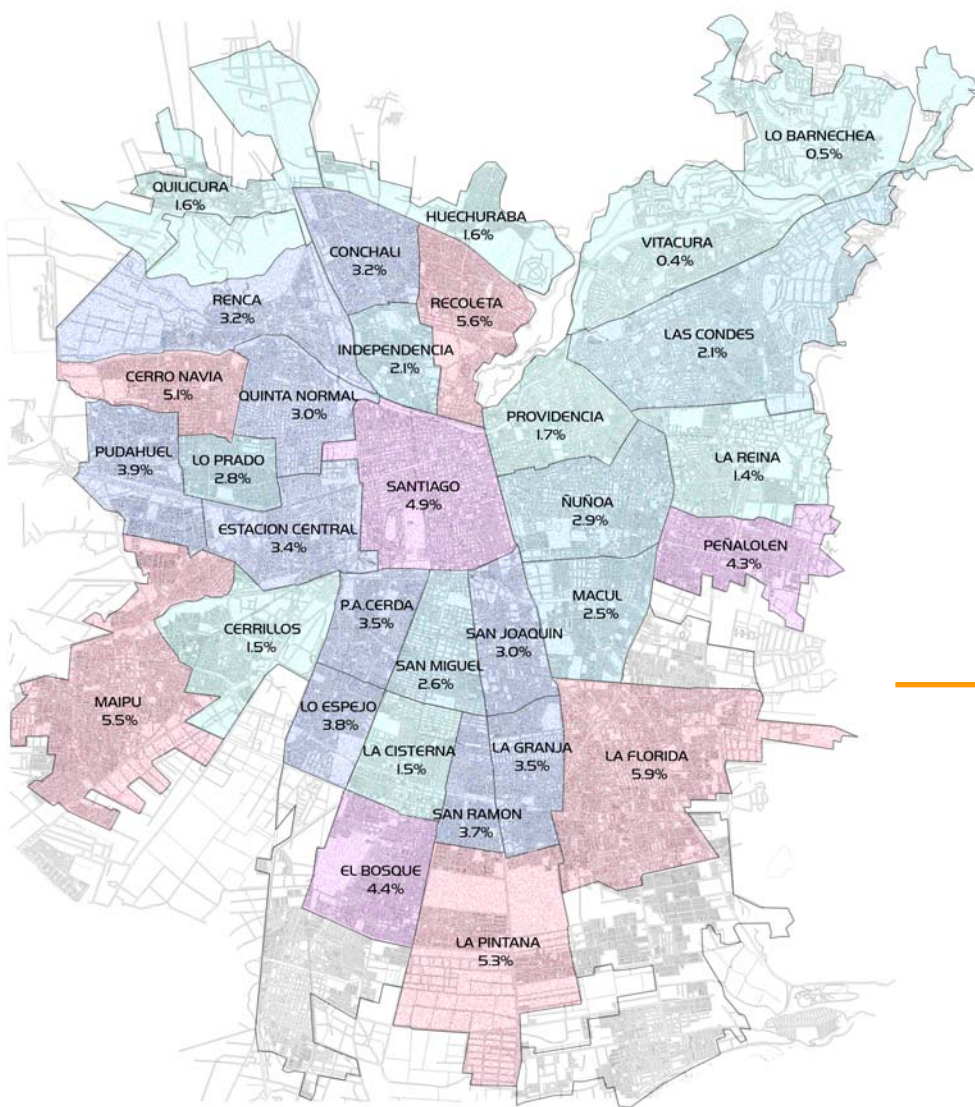 LO BARNECHEA
0.5%
QUILICURA
1.6%
HUECHURABA
1.6%
VITACURA
0.4%
CONCHALI
3.2%
RENCA
3.2%
RECOLETA
5.6%
LAS CONDES
2.1%
INDEPENDENCIA
2.1%
CERRO NAVIA
5.1%
QUINTA NORMAL
3.0%
PROVIDENCIA
1.7%
PUDAHUEL
3.9%
LO PRADO
2.8%
LA REINA
1.4%
SANTIAGO
4.9%
ÑUÑOA
2.9%
ESTACION CENTRAL
3.4%
PEÑALOLEN
4.3%
P.A.CERDA
3.5%
MACUL
2.5%
CERRILLOS
1.5%
SAN JOAQUIN
3.0%
SAN MIGUEL
2.6%
MAIPU
5.5%
LO ESPEJO
3.8%
LA CISTERNA
1.5%
LA GRANJA
3.5%
LA FLORIDA
5.9%
SAN RAMON
3.7%
EL BOSQUE
4.4%
LA PINTANA
5.3%